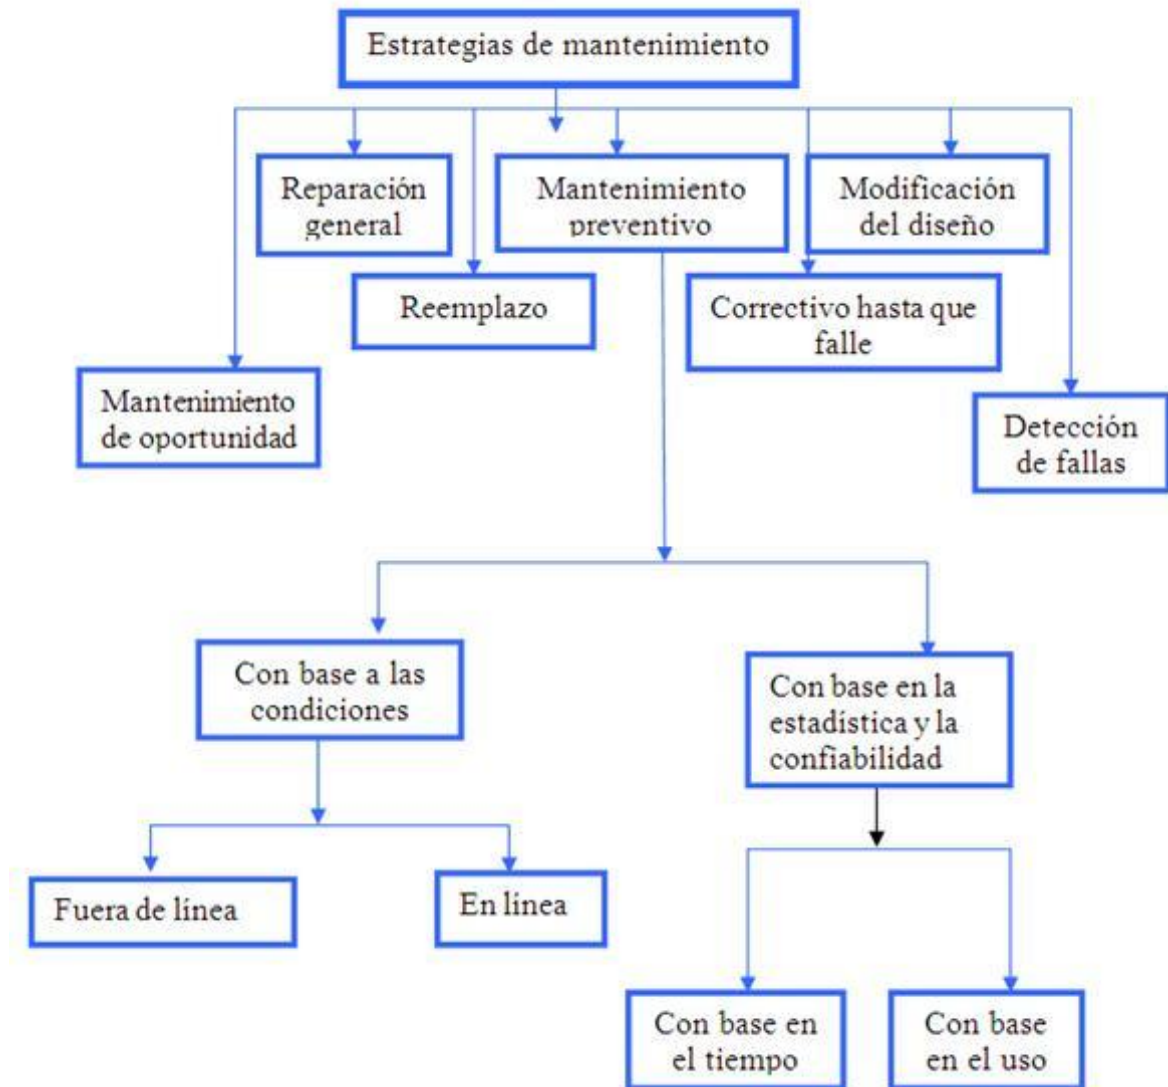 Estrategias de mantenimiento
Reparación
general
Mantenimiento
preventivo
Modificación
del diseño
Reemplazo
Correctivo hasta que
falle
Mantenimiento
de oportunidad
Detección
de fallas
Con base a las
condiciones
Con base en la
estadística y la
confiabilidad
Fuera de línea
En línea
Con base en
el tiempo
Con base
en el uso